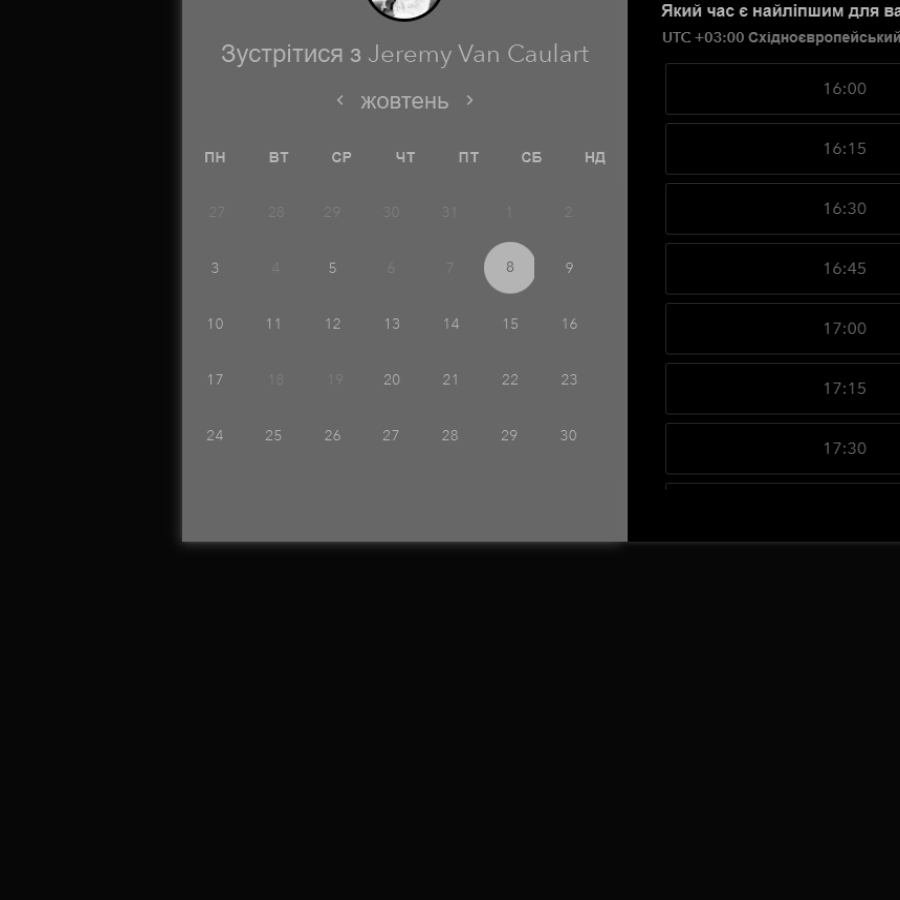 Зустрітися з Jeremy Van Caulart
жовтень
ПН ВТ СР ЧТ ПТ СБ НД
27 28 29 30 31 1 2
3 4 5 6 7 8 9
10 11 12 13 14 15 16
17 18 19 20 21 22 23
24 25 26 27 28 29 30
Який час є найліпшим для ва
UTC +03:00 Східноєвропейський
16:00
16:15
16:30
16:45
17:00
17:15
17:30